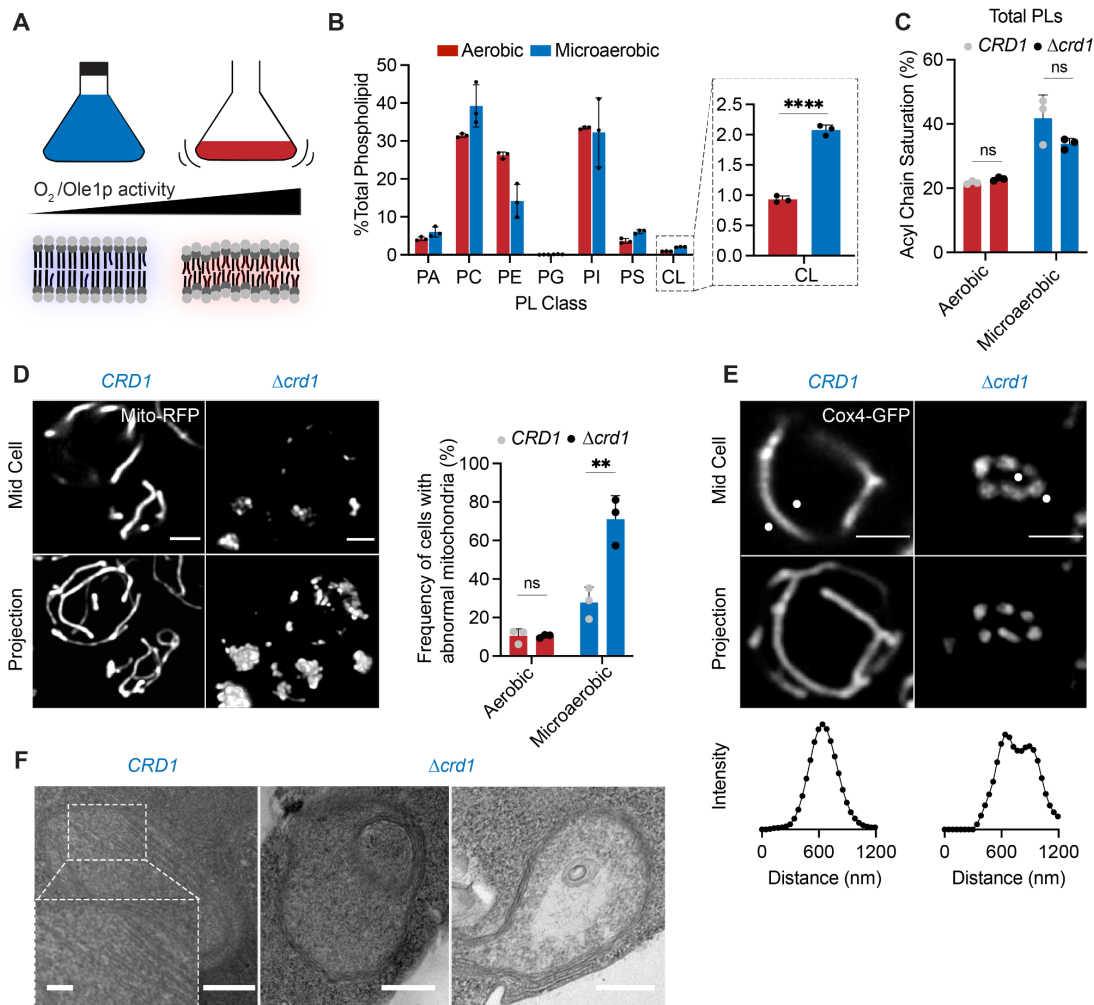 A
O2/Ole1p activity
B
Aerobic
Microaerobic
%Total Phospholipid
50
40
30
20
10
0
PA
PC
PE
PG
PI
PS
CL
PL Class
2.5
2.0
1.5
1.0
0.5
0.0
****
CL
C
Total PLs
CRD1
Δcrd1
Acyl Chain Saturation (%)
60
40
20
0
ns
ns
Aerobic
Microaerobic
D
CRD1
Δcrd1
Mid Cell
Mito-RFP
Projection
CRD1
Δcrd1
Frequency of cells with
abnormal mitochondria (%)
100
80
60
40
20
0
ns
**
Aerobic
Microaerobic
E
CRD1
Δcrd1
Mid Cell
Cox4-GFP
Projection
Intensity
0
600
1200
0
600
1200
Distance (nm)
Distance (nm)
F
CRD1
Δcrd1